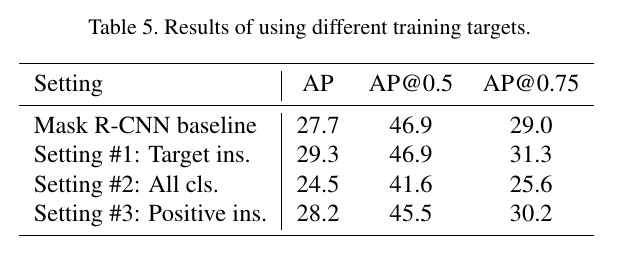 Table 5. Results of using different training targets.
Setting AP AP@0.5 AP@0.75
Mask R-CNN baseline 27.7 46.9 29.0
Setting #1: Target ins. 29.3 46.9 31.3
Setting #2: All cls. 24.5 41.6 25.6
Setting #3: Positive ins. 28.2 45.5 30.2